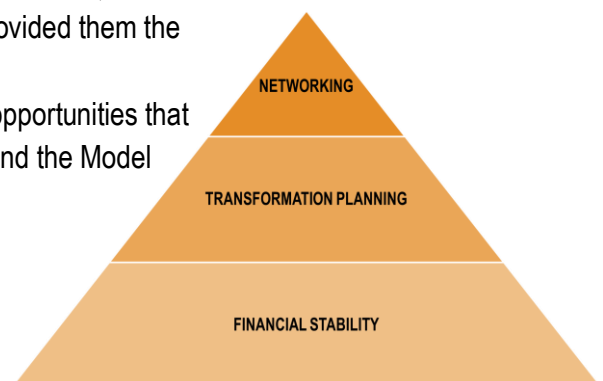 ovided them the
opportunities that
nd the Model
NETWORKING
TRANSFORMATION PLANNING
FINANCIAL STABILITY